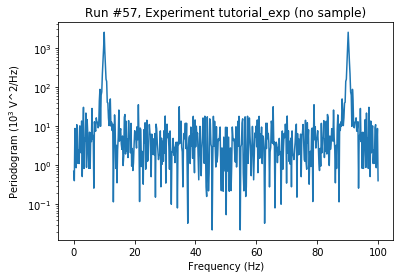 Run #57, Experiment tutorial_exp (no sample)
Periodogram (10³ V^2/Hz)
10³
10²
10¹
10⁰
10⁻¹
0 20 40 60 80 100
Frequency (Hz)